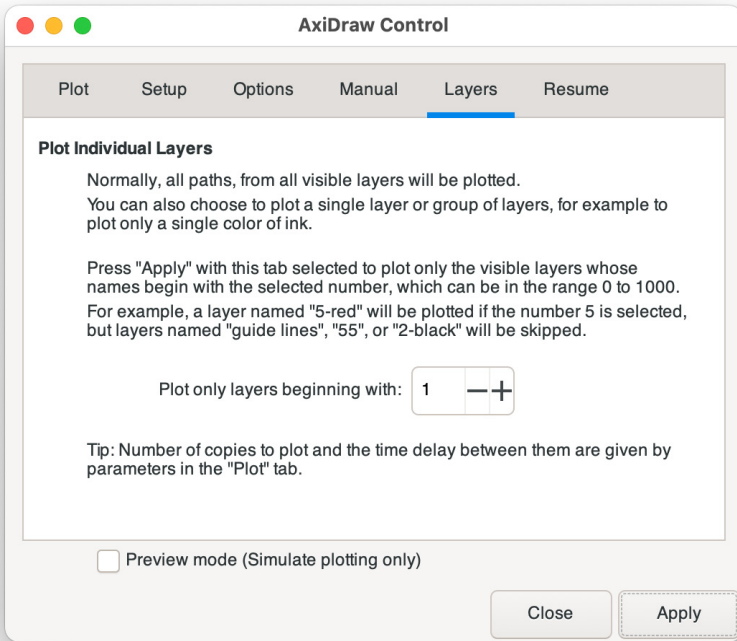 AxiDraw Control
Plot Setup Options Manual Layers Resume
Plot Individual Layers
Normally, all paths, from all visible layers will be plotted.
You can also choose to plot a single layer or group of layers, for example to
plot only a single color of ink.
Press "Apply" with this tab selected to plot only the visible layers whose
names begin with the selected number, which can be in the range 0 to 1000.
For example, a layer named "5-red" will be plotted if the number 5 is selected,
but layers named "guide lines", "55", or "2-black" will be skipped.
Plot only layers beginning with: 1
Tip: Number of copies to plot and the time delay between them are given by
parameters in the "Plot" tab.
Preview mode (Simulate plotting only)
Close Apply